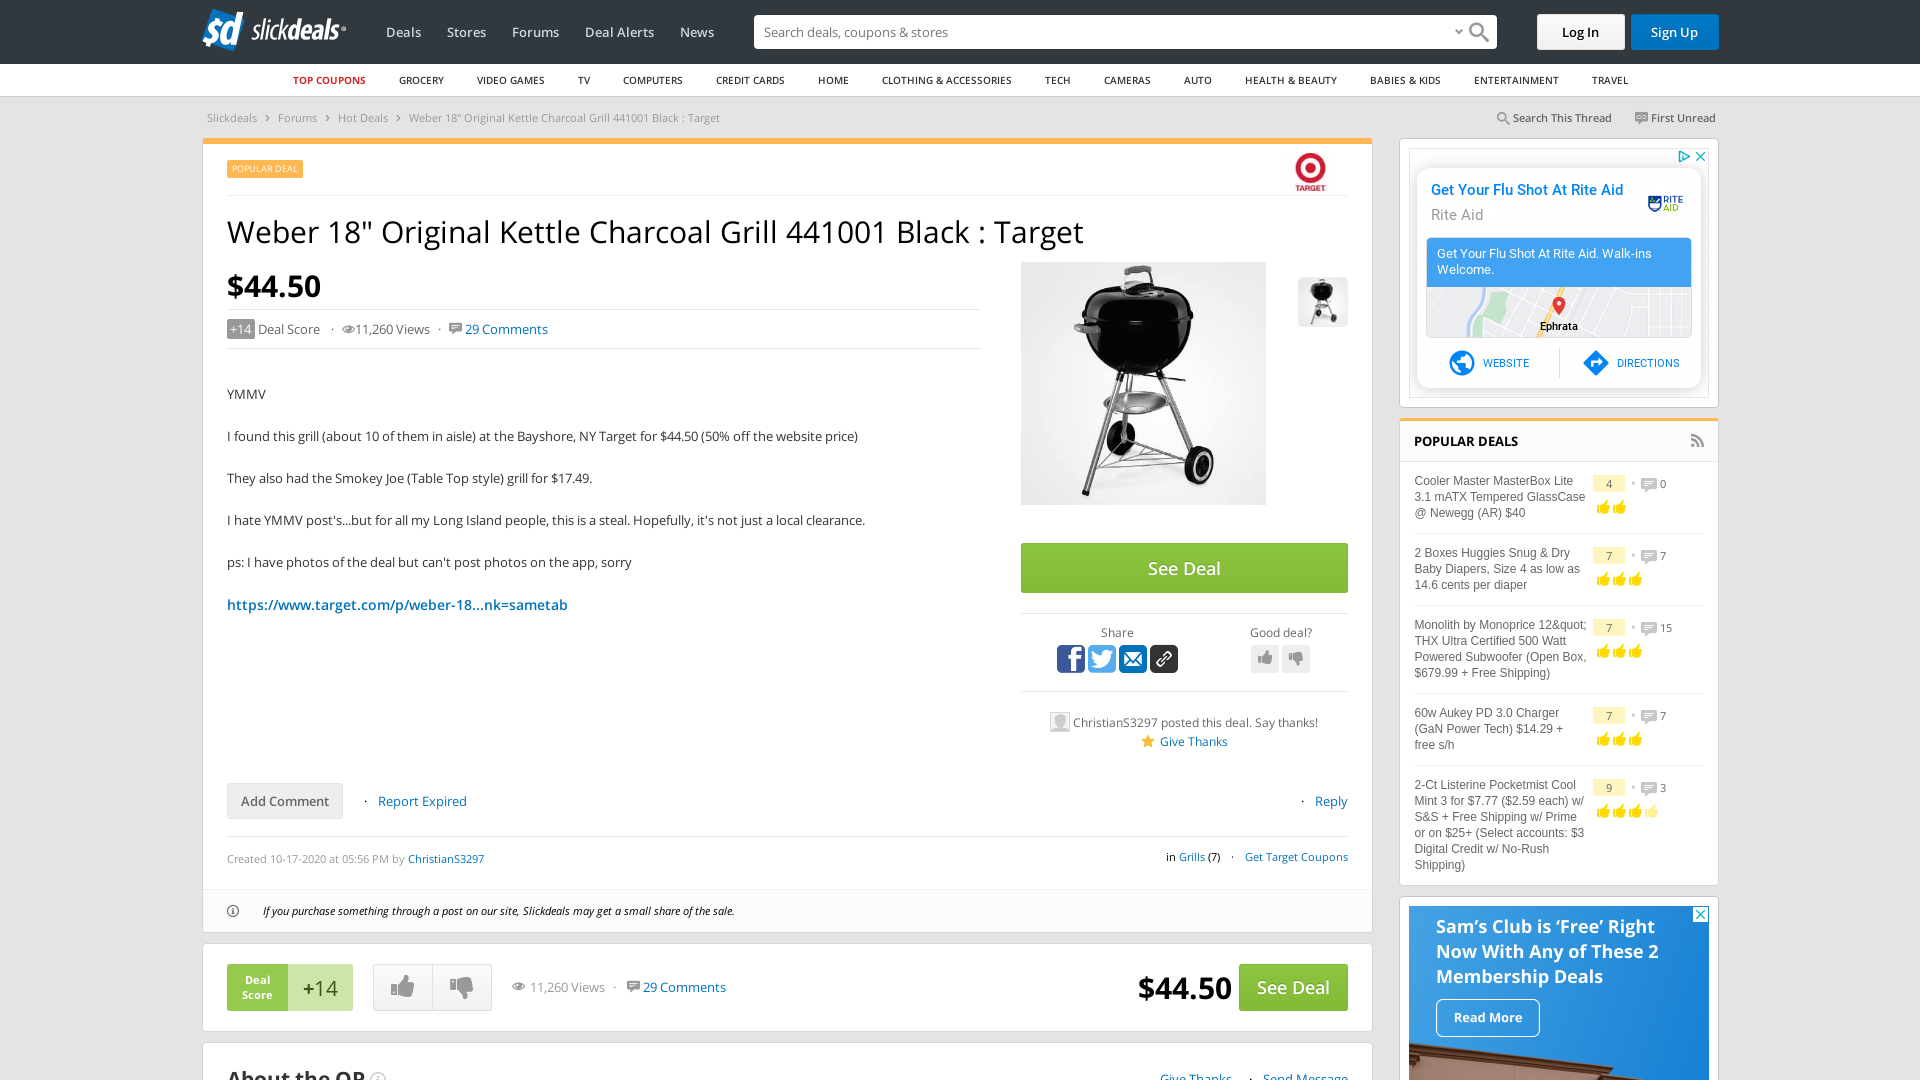 slickdeals
Deals
Stores
Forums
Deal Alerts
News
Search deals, coupons & stores
Log In
Sign Up
TOP COUPONS
GROCERY
VIDEO GAMES
TV
COMPUTERS
CREDIT CARDS
HOME
CLOTHING & ACCESSORIES
TECH
CAMERAS
AUTO
HEALTH & BEAUTY
BABIES & KIDS
ENTERTAINMENT
TRAVEL
Slickdeals > Forums > Hot Deals > Weber 18" Original Kettle Charcoal Grill 441001 Black : Target
Search This Thread
First Unread
POPULAR DEAL
TARGET
Weber 18" Original Kettle Charcoal Grill 441001 Black : Target
$44.50
+14 Deal Score · 11,260 Views · 29 Comments
YMMV
I found this grill (about 10 of them in aisle) at the Bayshore, NY Target for $44.50 (50% off the website price)
They also had the Smokey Joe (Table Top style) grill for $17.49.
I hate YMMV post's...but for all my Long Island people, this is a steal. Hopefully, it's not just a local clearance.
ps: I have photos of the deal but can't post photos on the app, sorry
https://www.target.com/p/weber-18...nk=sametab
See Deal
Share
Good deal?
ChristianS3297 posted this deal. Say thanks!
Give Thanks
Add Comment
· Report Expired
· Reply
Created 10-17-2020 at 05:56 PM by ChristianS3297
in Grills (7) · Get Target Coupons
If you purchase something through a post on our site, Slickdeals may get a small share of the sale.
Deal
Score
+14
11,260 Views · 29 Comments
$44.50
See Deal
About the OP
Give Thanks · Send Message
Get Your Flu Shot At Rite Aid
Rite Aid
RITE
AID
Get Your Flu Shot At Rite Aid. Walk-ins
Welcome.
Ephrata
WEBSITE
DIRECTIONS
POPULAR DEALS
Cooler Master MasterBox Lite
3.1 mATX Tempered GlassCase
@ Newegg (AR) $40
4 • 0
2 Boxes Huggies Snug & Dry
Baby Diapers, Size 4 as low as
14.6 cents per diaper
7 • 7
Monolith by Monoprice 12&quot;
THX Ultra Certified 500 Watt
Powered Subwoofer (Open Box,
$679.99 + Free Shipping)
7 • 15
60w Aukey PD 3.0 Charger
(GaN Power Tech) $14.29 +
free s/h
7 • 7
2-Ct Listerine Pocketmist Cool
Mint 3 for $7.77 ($2.59 each) w/
S&S + Free Shipping w/ Prime
or on $25+ (Select accounts: $3
Digital Credit w/ No-Rush
Shipping)
9 • 3
Sam's Club is 'Free' Right
Now With Any of These 2
Membership Deals
Read More